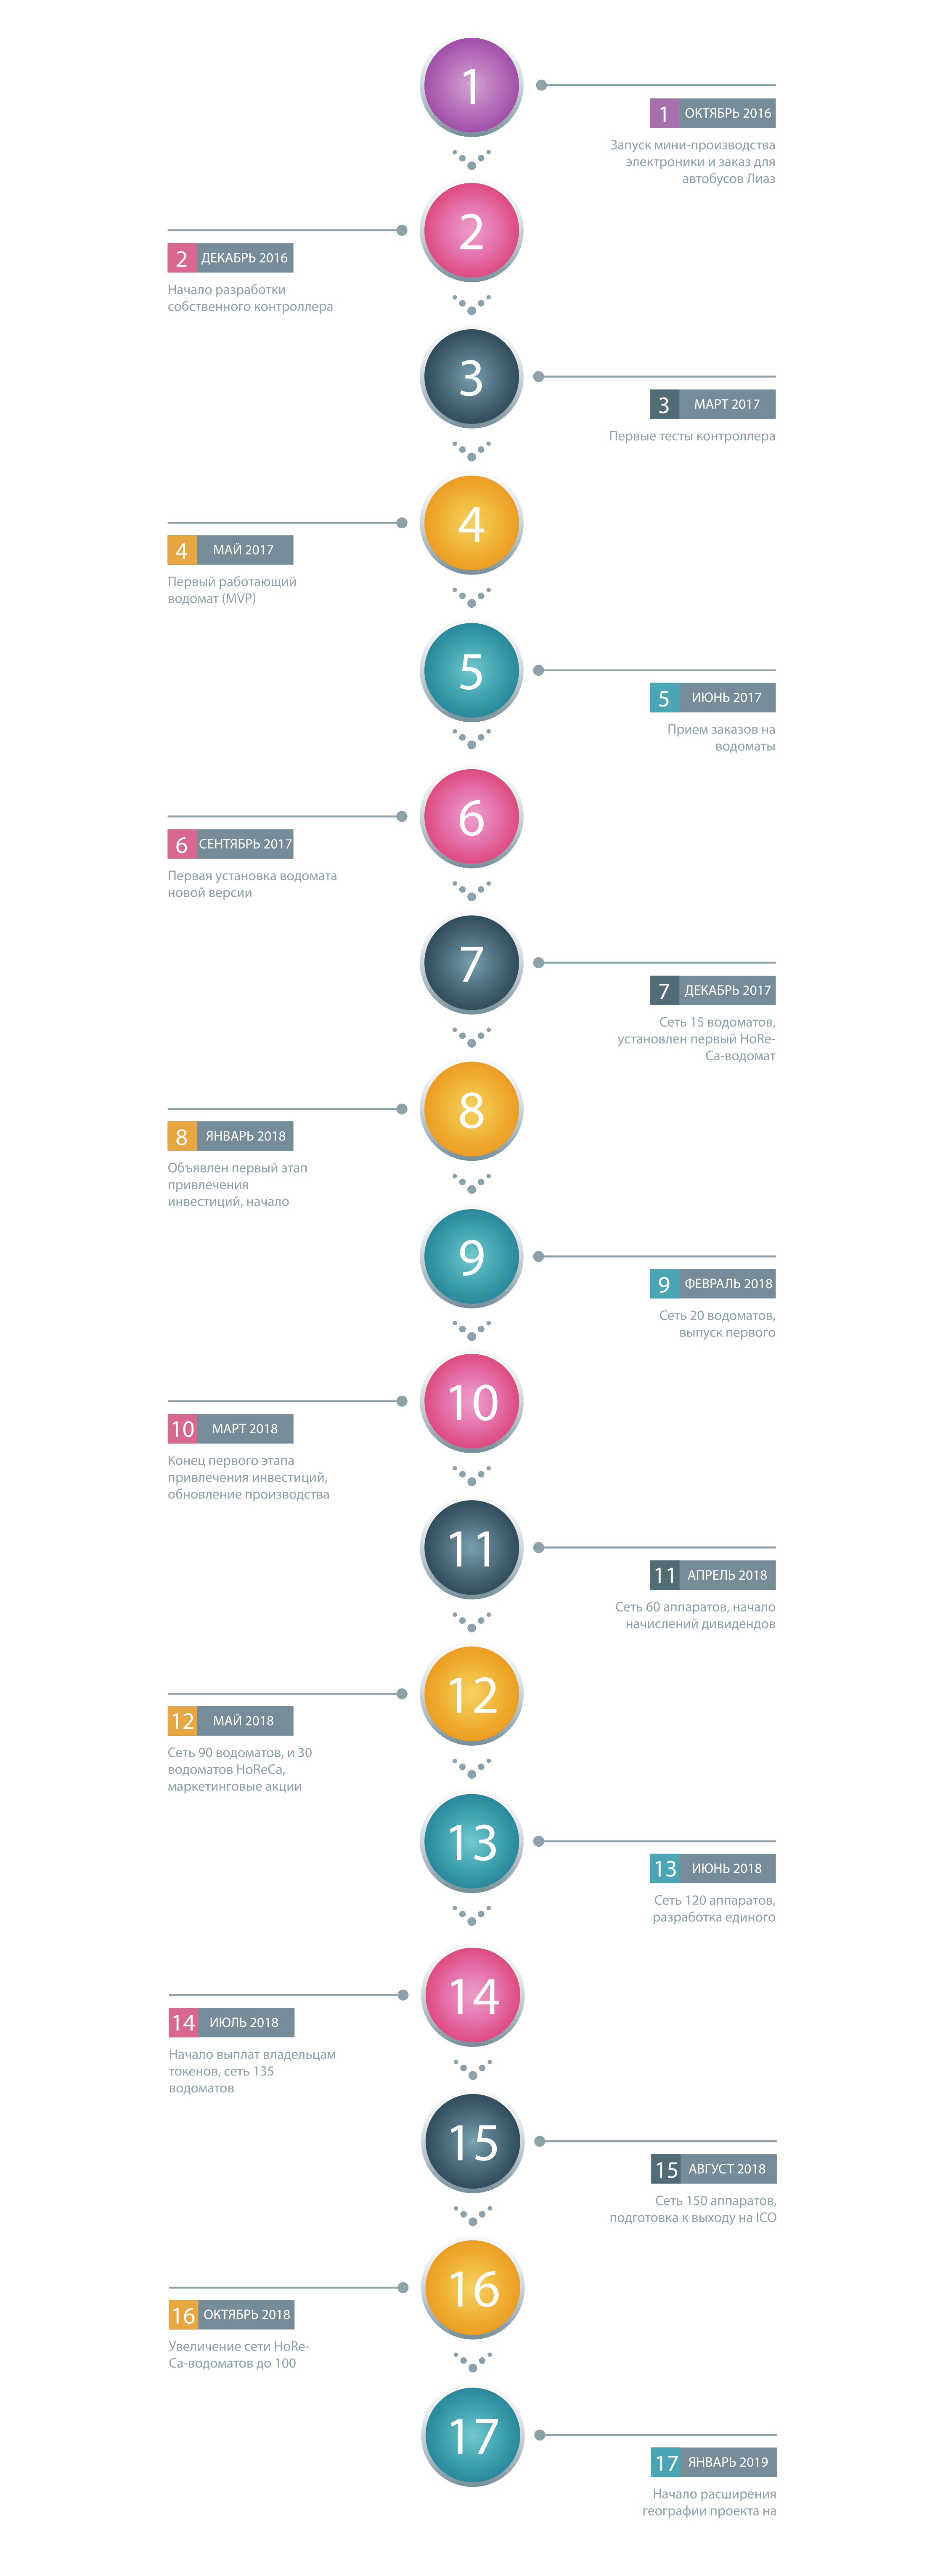 1
1 ОКТЯБРЬ 2016
Запуск мини-производства
электроники и заказ для
автобусов Лиаз
2
2 ДЕКАБРЬ 2016
Начало разработки
собственного контроллера
3
3 МАРТ 2017
Первые тесты контроллера
4
4 МАЙ 2017
Первый работающий
водомат (MVP)
5
5 ИЮНЬ 2017
Прием заказов на
водоматы
6
6 СЕНТЯБРЬ 2017
Первая установка водомата
новой версии
7
7 ДЕКАБРЬ 2017
Сеть 15 водоматов,
установлен первый HoRe-
Ca-водомат
8
8 ЯНВАРЬ 2018
Объявлен первый этап
привлечения
инвестиций, начало
9
9 ФЕВРАЛЬ 2018
Сеть 20 водоматов,
выпуск первого
10
10 МАРТ 2018
Конец первого этапа
привлечения инвестиций,
обновление производства
11
11 АПРЕЛЬ 2018
Сеть 60 аппаратов, начало
начислений дивидендов
12
12 МАЙ 2018
Сеть 90 водоматов, и 30
водоматов HoReCa,
маркетинговые акции
13
13 ИЮНЬ 2018
Сеть 120 аппаратов,
разработка единого
14
14 ИЮЛЬ 2018
Начало выплат владельцам
токенов, сеть 135
водоматов
15
15 АВГУСТ 2018
Сеть 150 аппаратов,
подготовка к выходу на ICO
16
16 ОКТЯБРЬ 2018
Увеличение сети HoRe-
Ca-водоматов до 100
17
17 ЯНВАРЬ 2019
Начало расширения
географии проекта на